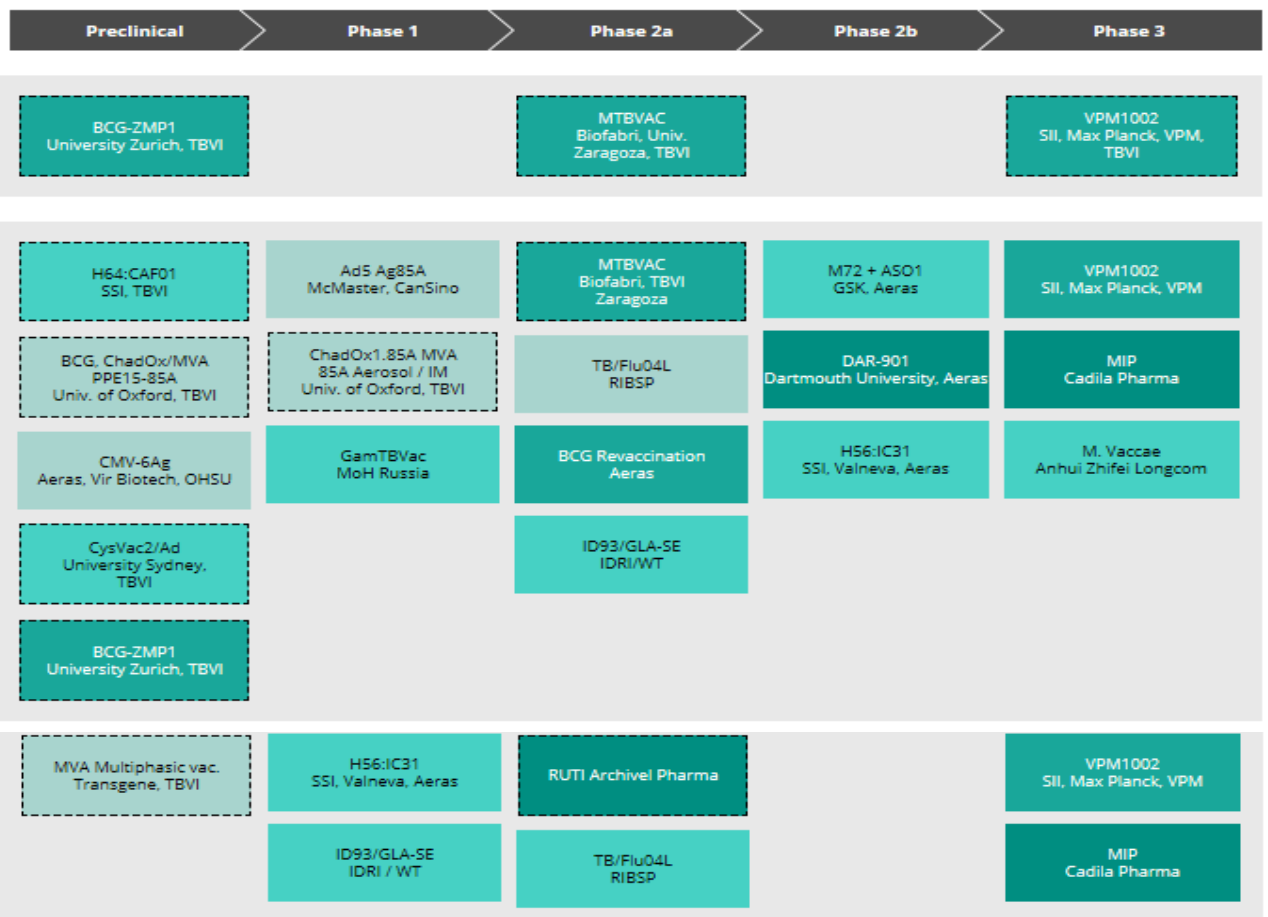 Preclinical
Phase 1
Phase 2a
Phase 2b
Phase 3
BCG-ZMP1
University Zurich, TBVI
MTBVAC
Biofabri, Univ.
Zaragoza, TBVI
VPM1002
SII, Max Planck, VPM,
TBVI
H64:CAF01
SSI, TBVI
Ad5 Ag85A
McMaster, CanSino
MTBVAC
Biofabri, TBVI
Zaragoza
M72 + ASO1
GSK, Aeras
VPM1002
SII, Max Planck, VPM
BCG, ChadOx/MVA
PPE15-85A
Univ. of Oxford, TBVI
ChadOx1.85A MVA
85A Aerosol / IM
Univ. of Oxford, TBVI
TB/Flu04L
RIBSP
DAR-901
Dartmouth University, Aeras
MIP
Cadila Pharma
CMV-6Ag
Aeras, Vir Biotech, OHSU
GamTBVac
MoH Russia
BCG Revaccination
Aeras
H56:IC31
SSI, Valneva, Aeras
M. Vaccae
Anhui Zhifei Longcom
CysVac2/Ad
University Sydney,
TBVI
ID93/GLA-SE
IDRI/WT
BCG-ZMP1
University Zurich, TBVI
MVA Multiphasic vac.
Transgene, TBVI
H56:IC31
SSI, Valneva, Aeras
RUTI Archivel Pharma
VPM1002
SII, Max Planck, VPM
ID93/GLA-SE
IDRI / WT
TB/Flu04L
RIBSP
MIP
Cadila Pharma